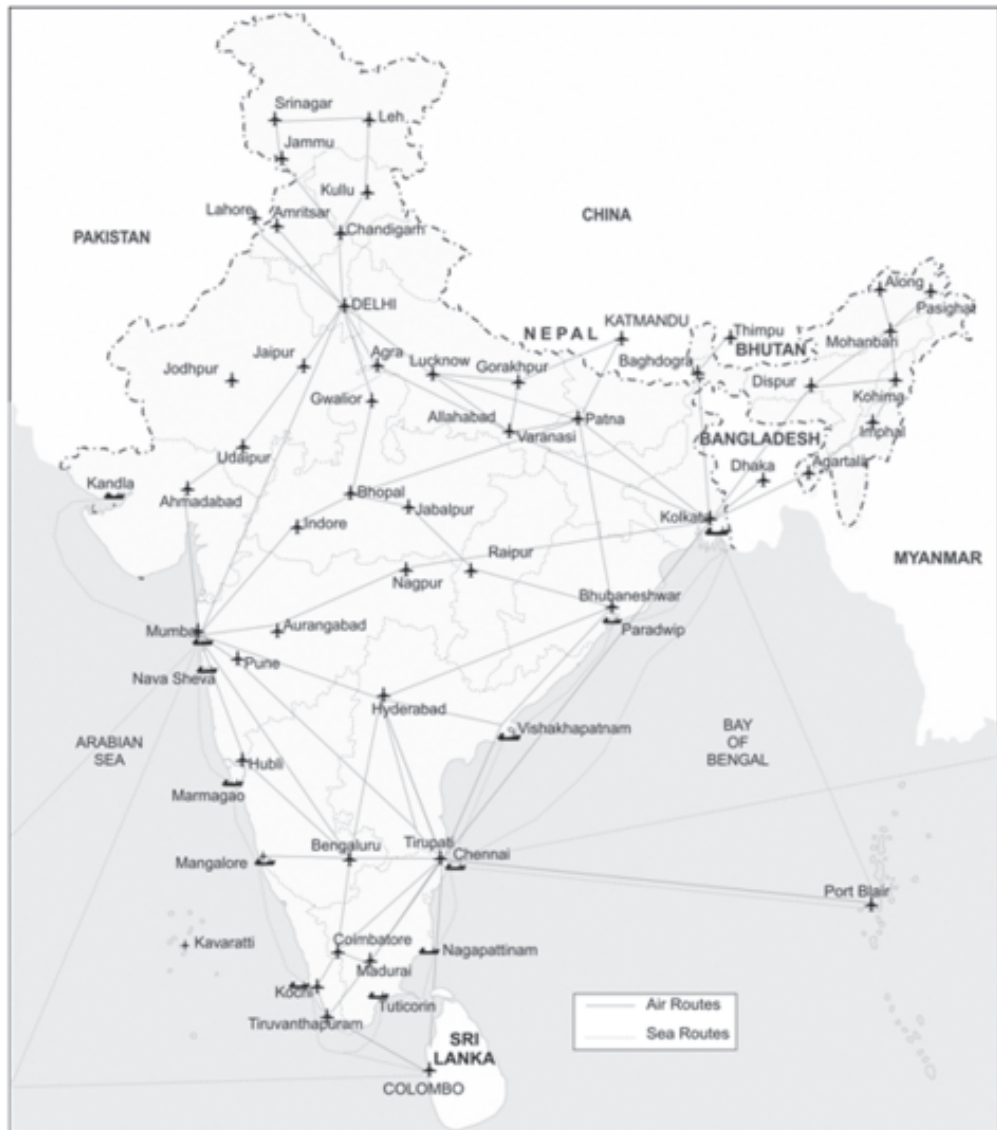 Srinagar
Leh
Jammu
Kullu
Lahore
Amritsar
Chandigarh
CHINA
PAKISTAN
DELHI
Along
Pasighat
NEPAL
KATMANDU
Thimpu
BHUTAN
Mohanbari
Jaipur
Agra
Lucknow
Gorakhpur
Baghdogra
Jodhpur
Dispur
Kohima
Gwalior
Allahabad
Varanasi
Patna
Imphal
BANGLADESH
Udaipur
Dhaka
Agartala
Kandla
Ahmadabad
Bhopal
Jabalpur
Kolkat
Indore
Raipur
MYANMAR
Nagpur
Bhubaneshwar
Mumba
Aurangabad
Paradwip
Pune
Nava Sheva
Hyderabad
Vishakhapatnam
ARABIAN
SEA
BAY
OF
BENGAL
Hubli
Marmagao
Bengaluru
Tirupati
Chennai
Mangalore
Port Blair
Kavaratti
Coimbatore
Nagapattinam
Madurai
Kochi
Tuticorin
Tiruvanthapuram
Air Routes
Sea Routes
SRI
LANKA
COLOMBO